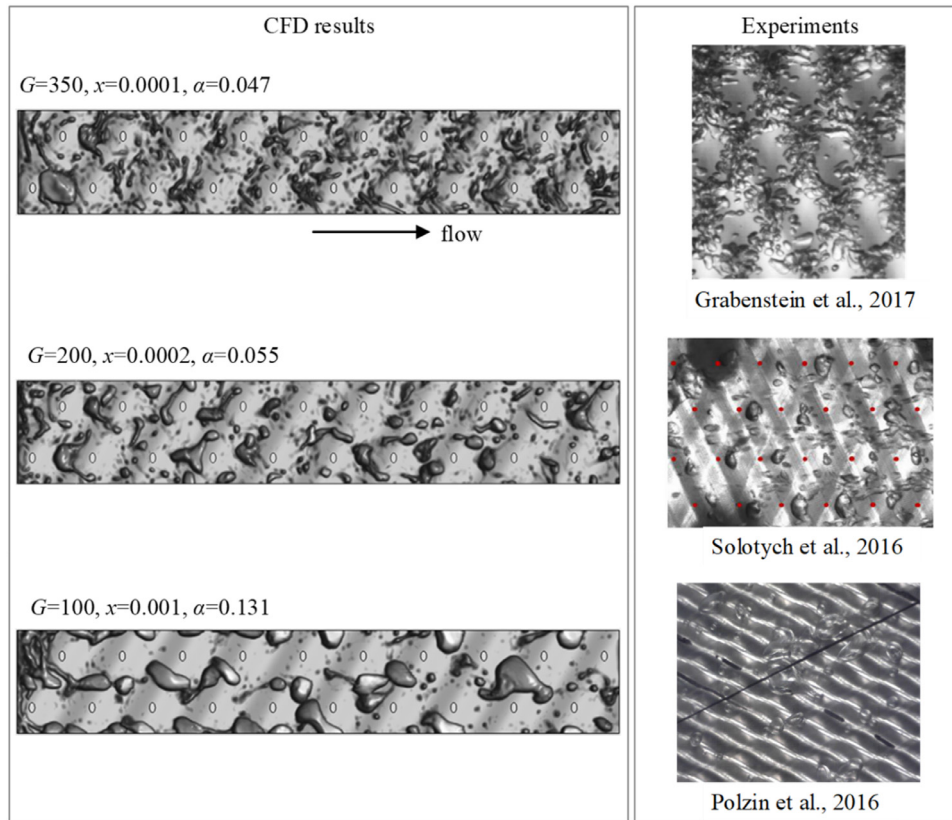 CFD results
G=350, x=0.0001, α=0.047
flow
G=200, x=0.0002, α=0.055
G=100, x=0.001, α=0.131
Experiments
Grabenstein et al., 2017
Solotych et al., 2016
Polzin et al., 2016